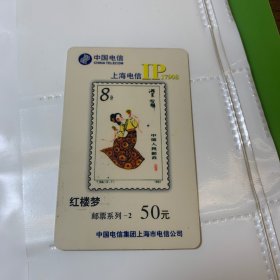 中国电信
CHINA TELECOM
上海电信 IP 17908
8分
中国人民邮政
红楼梦
邮票系列-2 50元
中国电信集团上海市电信公司